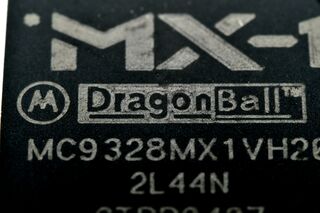 i.MX-1
M DragonBall™
MC9328MX1VH20
2L44N